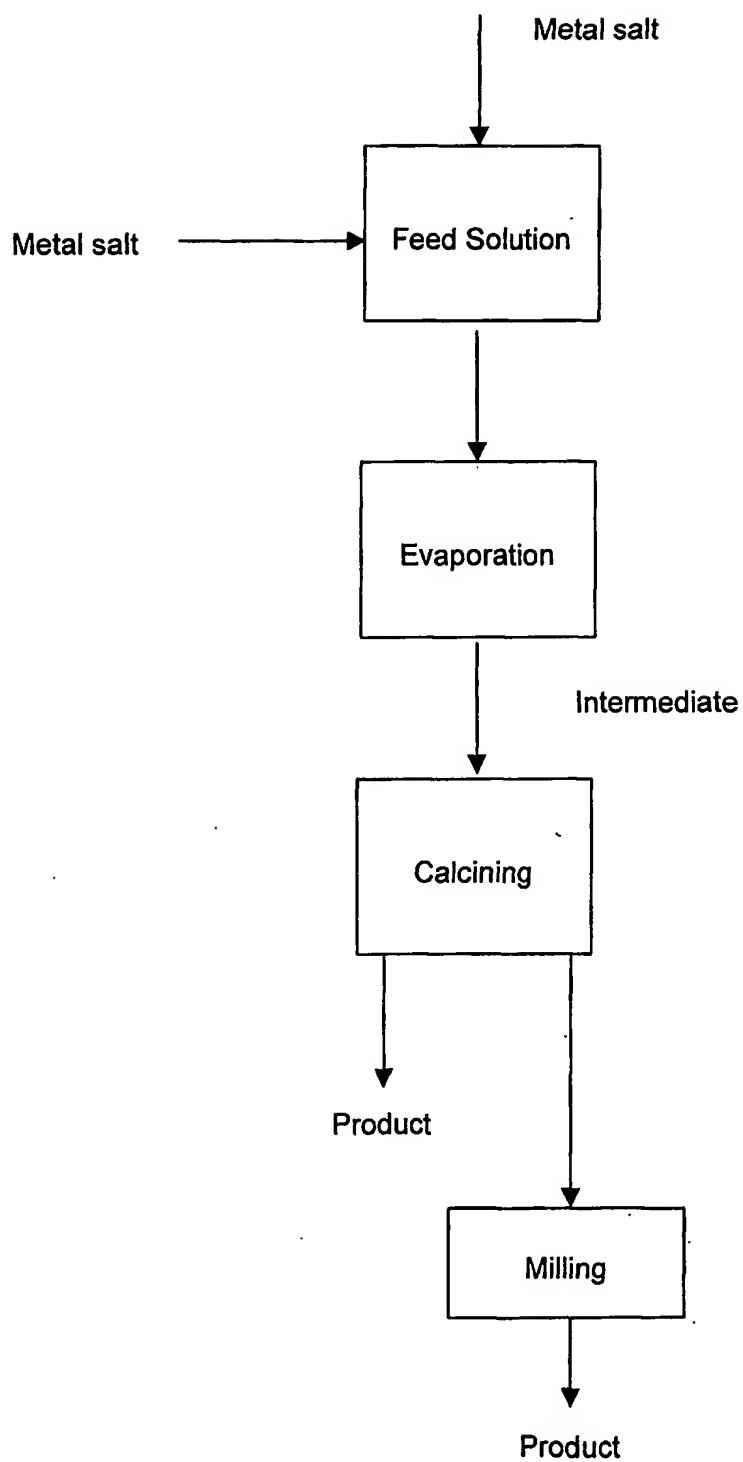 Metal salt
Metal salt
Feed Solution
Evaporation
Intermediate
Calcining
Product
Milling
Product